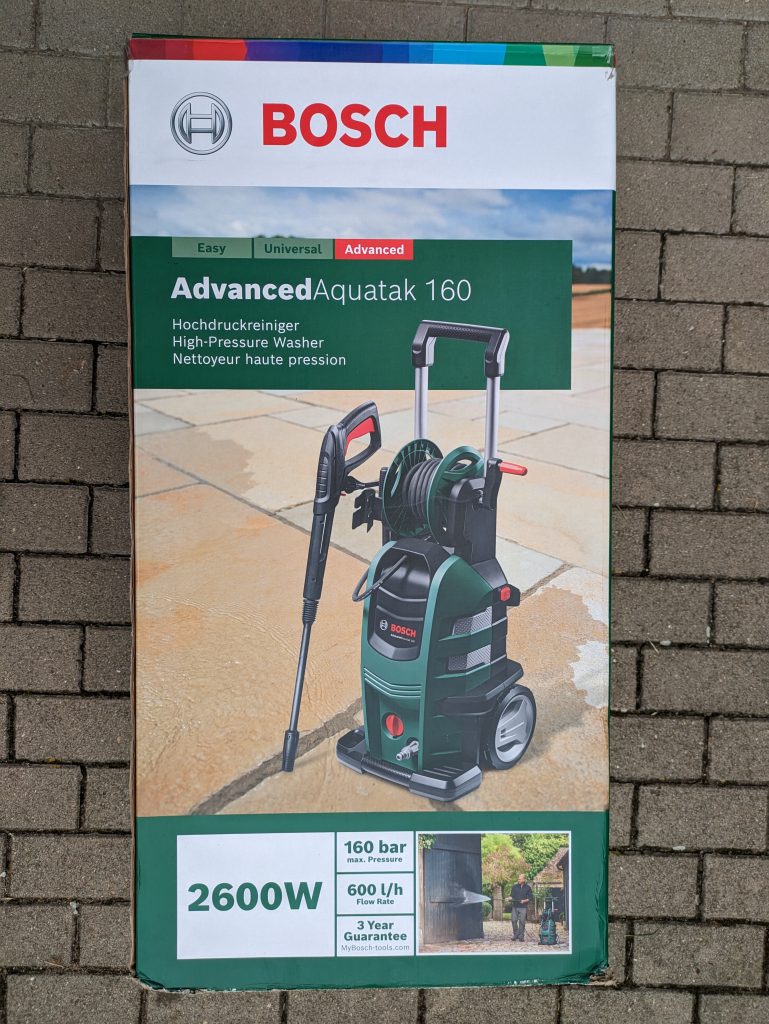 BOSCH
Easy Universal Advanced
AdvancedAquatak 160
Hochdruckreiniger
High-Pressure Washer
Nettoyeur haute pression
BOSCH
2600W
160 bar
max. Pressure
600 l/h
Flow Rate
3 Year
Guarantee
MyBosch-tools.com